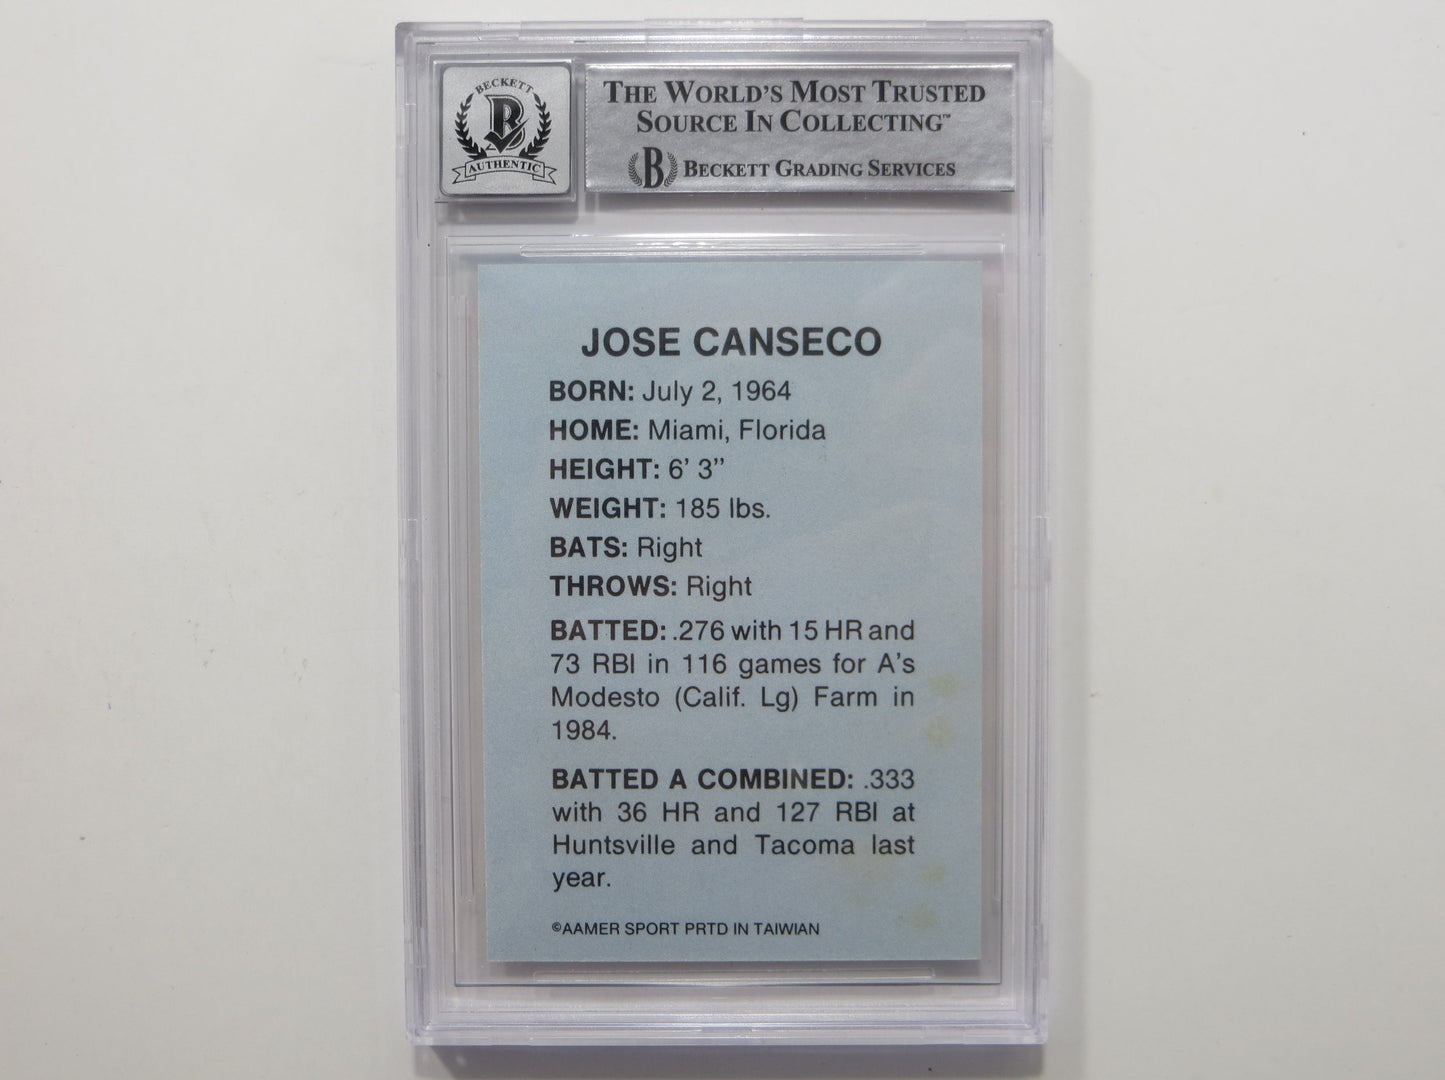 BECKETT
B
AUTHENTIC
THE WORLD'S MOST TRUSTED
SOURCE IN COLLECTING™
B BECKETT GRADING SERVICES
JOSE CANSECO
BORN: July 2, 1964
HOME: Miami, Florida
HEIGHT: 6' 3"
WEIGHT: 185 lbs.
BATS: Right
THROWS: Right
BATTED: .276 with 15 HR and
73 RBI in 116 games for A's
Modesto (Calif. Lg) Farm in
1984.
BATTED A COMBINED: .333
with 36 HR and 127 RBI at
Huntsville and Tacoma last
year.
©AAMER SPORT PRTD IN TAIWIAN